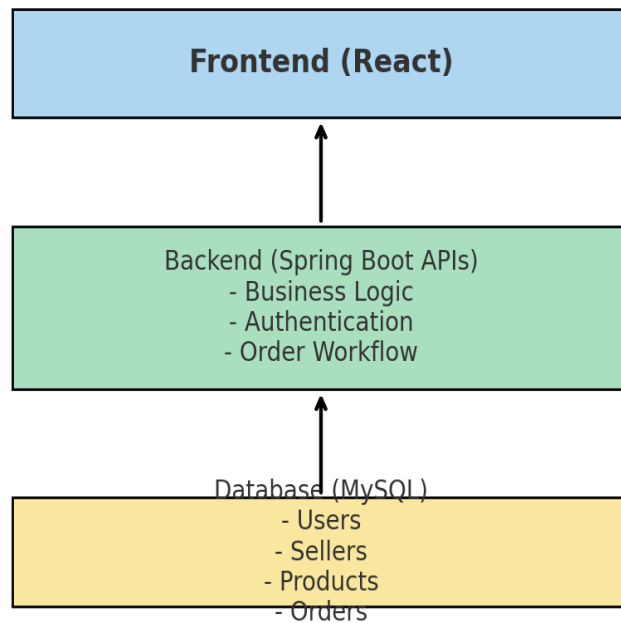 Frontend (React)
Backend (Spring Boot APIs)
- Business Logic
- Authentication
- Order Workflow
Database (MySQL)
- Users
- Sellers
- Products
- Orders